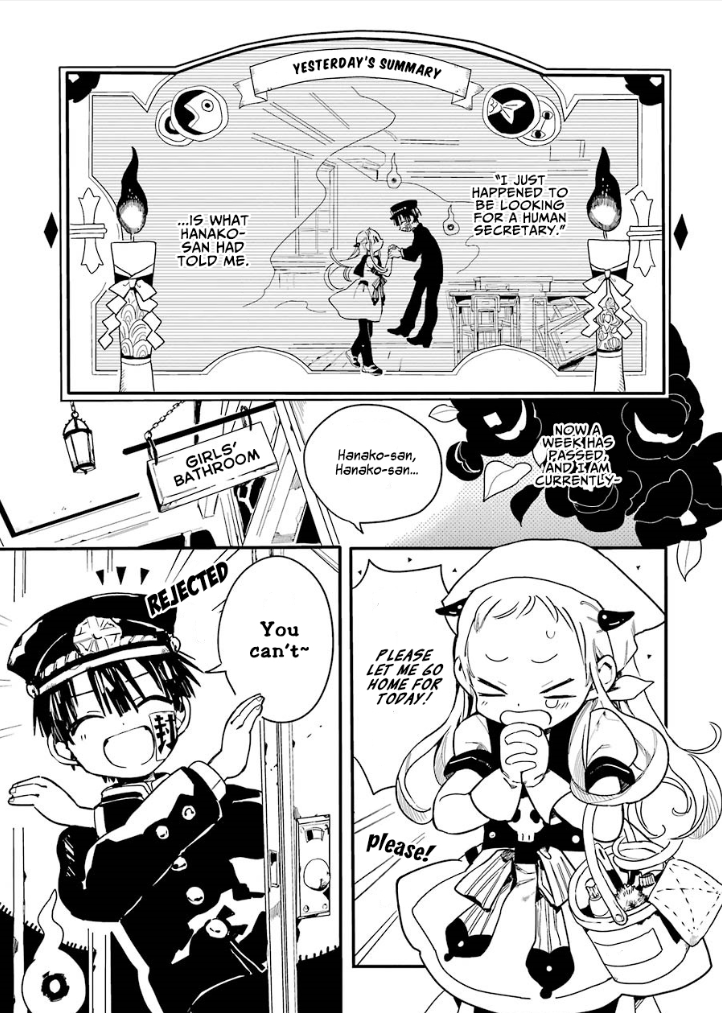 YESTERDAY'S SUMMARY
"I JUST
HAPPENED TO
BE LOOKING
FOR A HUMAN
SECRETARY."
...IS WHAT
HANAKO-
SAN HAD
TOLD ME.
NOW A
WEEK HAS
PASSED,
AND I AM
CURRENTLY~
Hanako-san,
Hanako-san...
GIRLS'
BATHROOM
PLEASE
LET ME GO
HOME FOR
TODAY!
please!
REJECTED
You
can't~
封